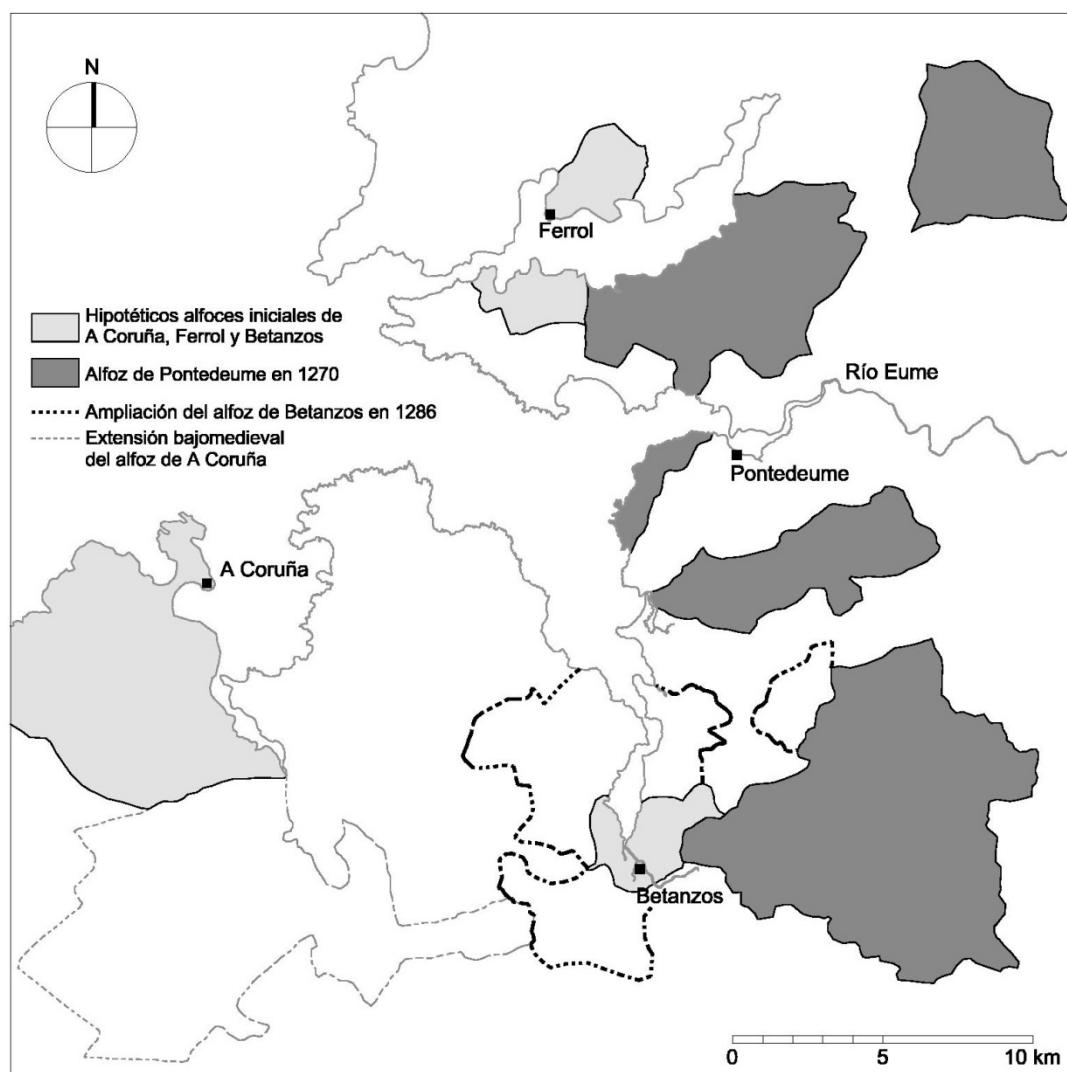 N
Ferrol
Hipotéticos alfoces iniciales de
A Coruña, Ferrol y Betanzos
Alfoz de Pontedeume en 1270
Ampliación del alfoz de Betanzos en 1286
Extensión bajomedieval
del alfoz de A Coruña
Río Eume
Pontedeume
A Coruña
Betanzos
0 5 10 km